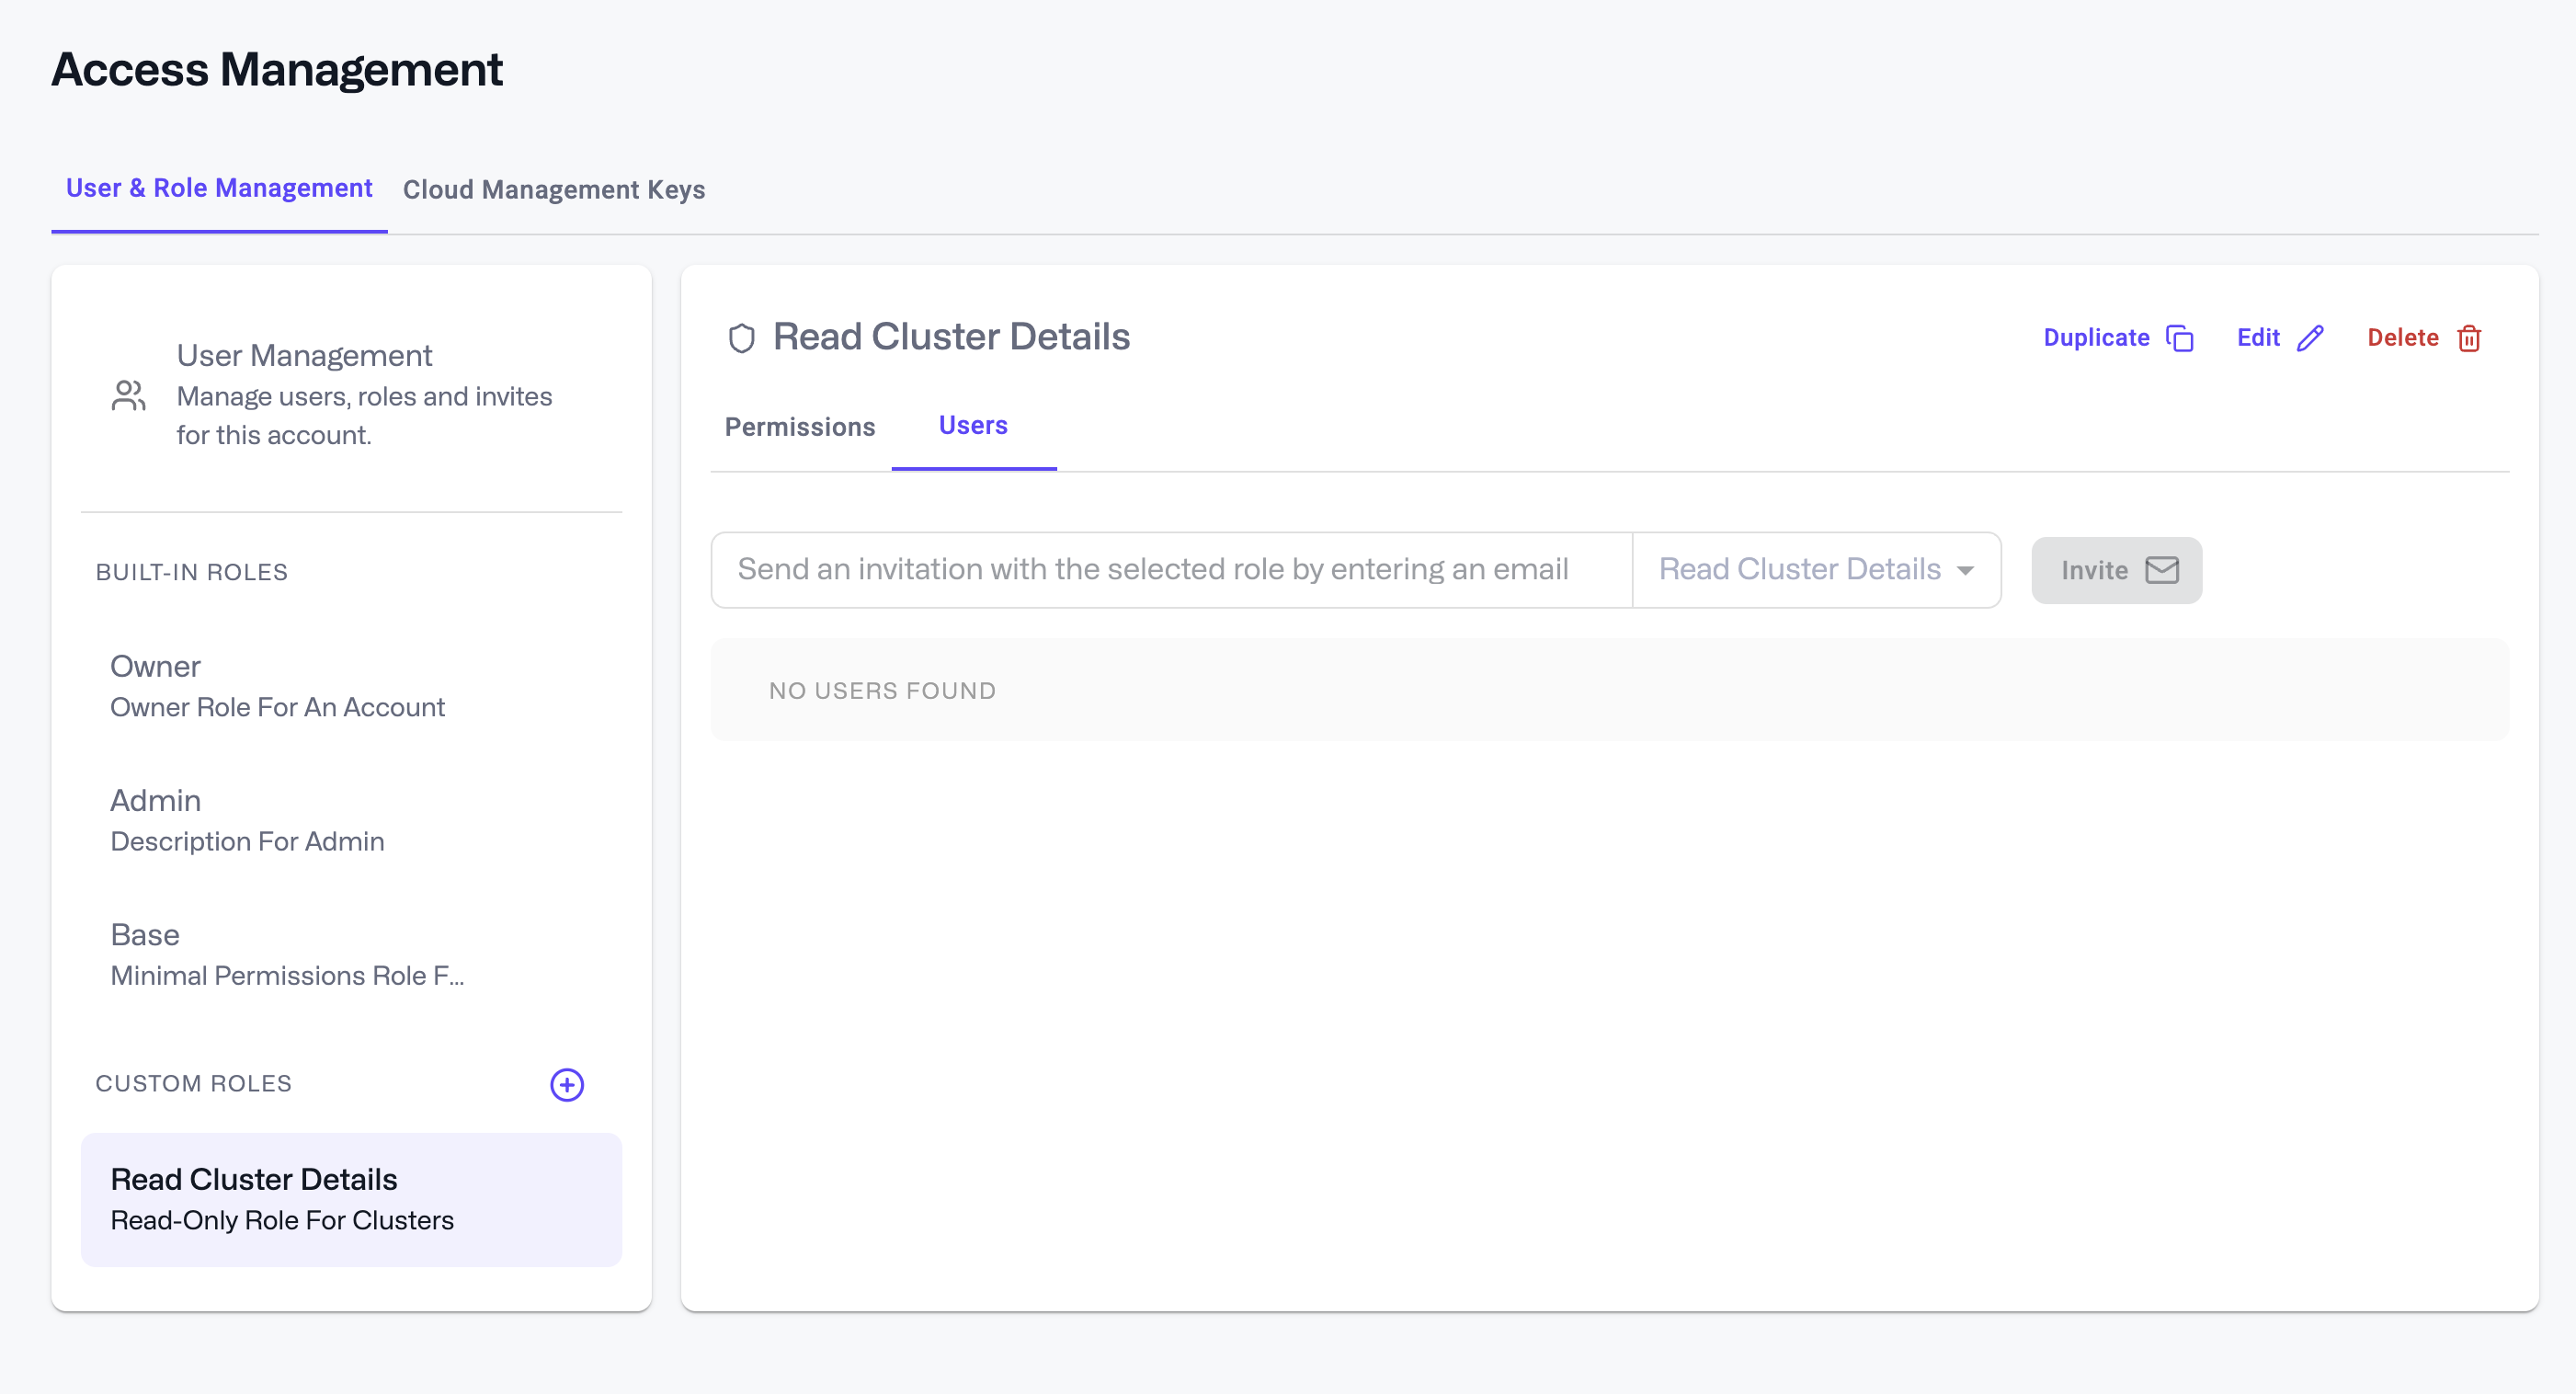 Access Management
User & Role Management
Cloud Management Keys
User Management
Manage users, roles and invites
for this account.
BUILT-IN ROLES
Owner
Owner Role For An Account
Admin
Description For Admin
Base
Minimal Permissions Role F...
CUSTOM ROLES
Read Cluster Details
Read-Only Role For Clusters
Read Cluster Details
Duplicate
Edit
Delete
Permissions
Users
Send an invitation with the selected role by entering an email
Read Cluster Details
Invite
NO USERS FOUND